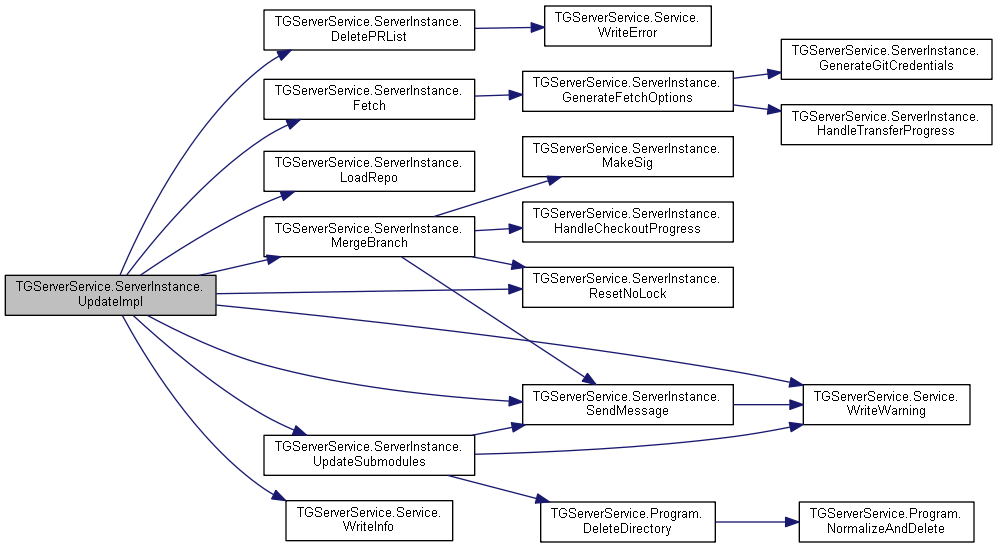 TGServerService.ServerInstance.
UpdateImpl
TGServerService.ServerInstance.
DeletePRList
TGServerService.Service.
WriteError
TGServerService.ServerInstance.
Fetch
TGServerService.ServerInstance.
GenerateFetchOptions
TGServerService.ServerInstance.
GenerateGitCredentials
TGServerService.ServerInstance.
HandleTransferProgress
TGServerService.ServerInstance.
LoadRepo
TGServerService.ServerInstance.
MergeBranch
TGServerService.ServerInstance.
MakeSig
TGServerService.ServerInstance.
HandleCheckoutProgress
TGServerService.ServerInstance.
ResetNoLock
TGServerService.ServerInstance.
SendMessage
TGServerService.Service.
WriteWarning
TGServerService.ServerInstance.
UpdateSubmodules
TGServerService.Program.
DeleteDirectory
TGServerService.Program.
NormalizeAndDelete
TGServerService.Service.
WriteInfo